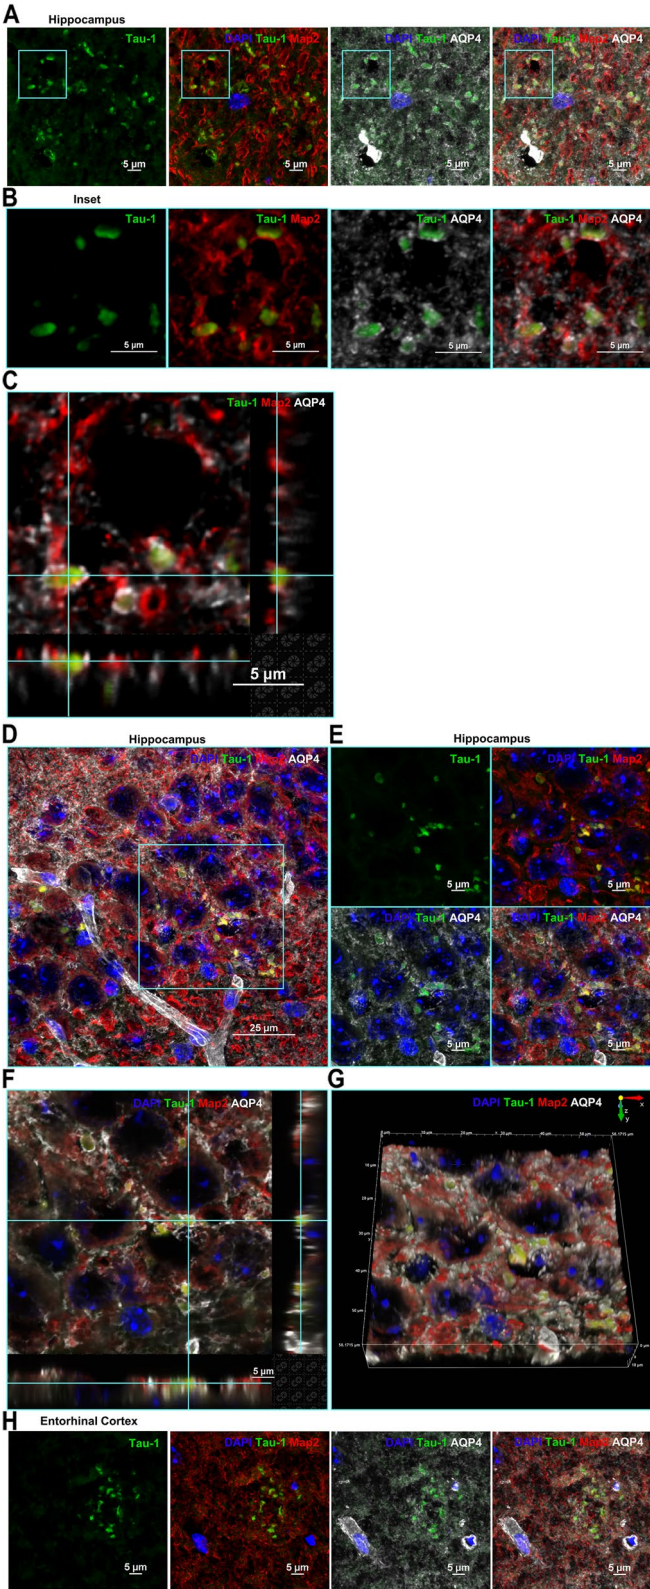 A
Hippocampus
Tau-1
DAPI Tau-1 Map2
DAPI Tau-1 AQP4
DAPI Tau-1 Map2 AQP4
5 µm
5 µm
5 µm
5 µm
B
Inset
Tau-1
Tau-1 Map2
Tau-1 AQP4
Tau-1 Map2 AQP4
5 µm
5 µm
5 µm
5 µm
C
Tau-1 Map2 AQP4
5 µm
D
Hippocampus
DAPI Tau-1 Map2 AQP4
25 µm
E
Hippocampus
Tau-1
DAPI Tau-1 Map2
5 µm
5 µm
DAPI Tau-1 AQP4
DAPI Tau-1 Map2 AQP4
5 µm
5 µm
F
DAPI Tau-1 Map2 AQP4
5 µm
G
DAPI Tau-1 Map2 AQP4
x
z
y
H
Entorhinal Cortex
Tau-1
DAPI Tau-1 Map2
DAPI Tau-1 AQP4
DAPI Tau-1 Map2 AQP4
5 µm
5 µm
5 µm
5 µm